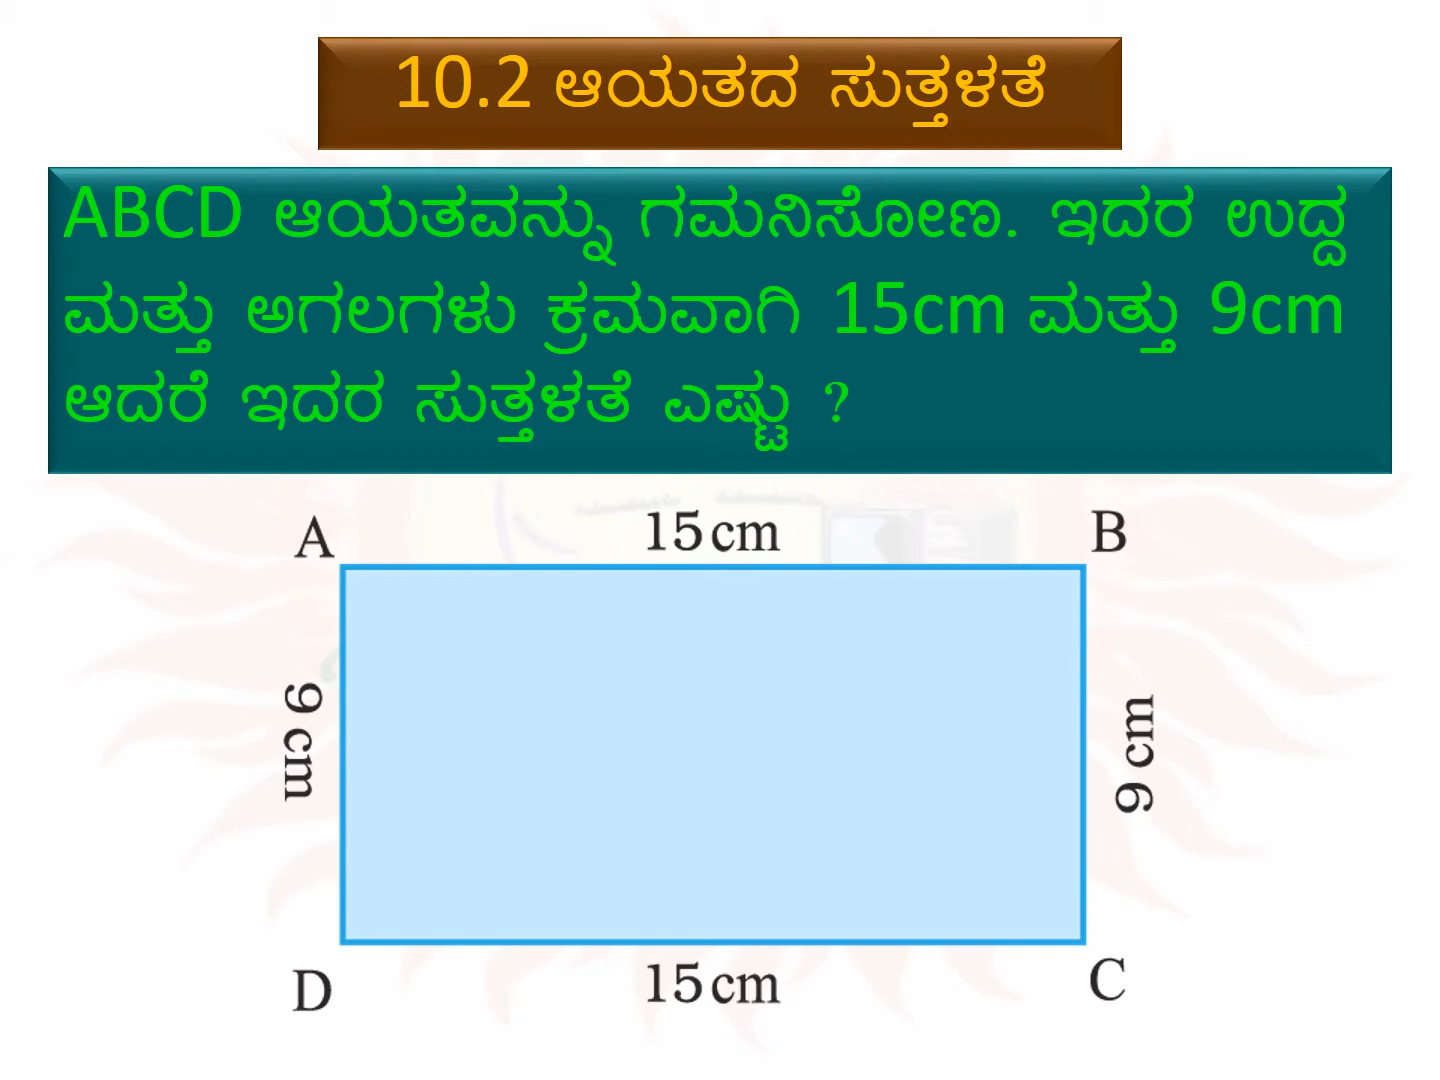 10.2 ಆಯತದ ಸುತ್ತಳತೆ
ABCD ಆಯತವನ್ನು ಗಮನಿಸೋಣ. ಇದರ ಉದ್ದ
ಮತ್ತು ಅಗಲಗಳು ಕ್ರಮವಾಗಿ 15cm ಮತ್ತು 9cm
ಆದರೆ ಇದರ ಸುತ್ತಳತೆ ಎಷ್ಟು ?
A 15 cm B
9 cm 9 cm
D 15 cm C